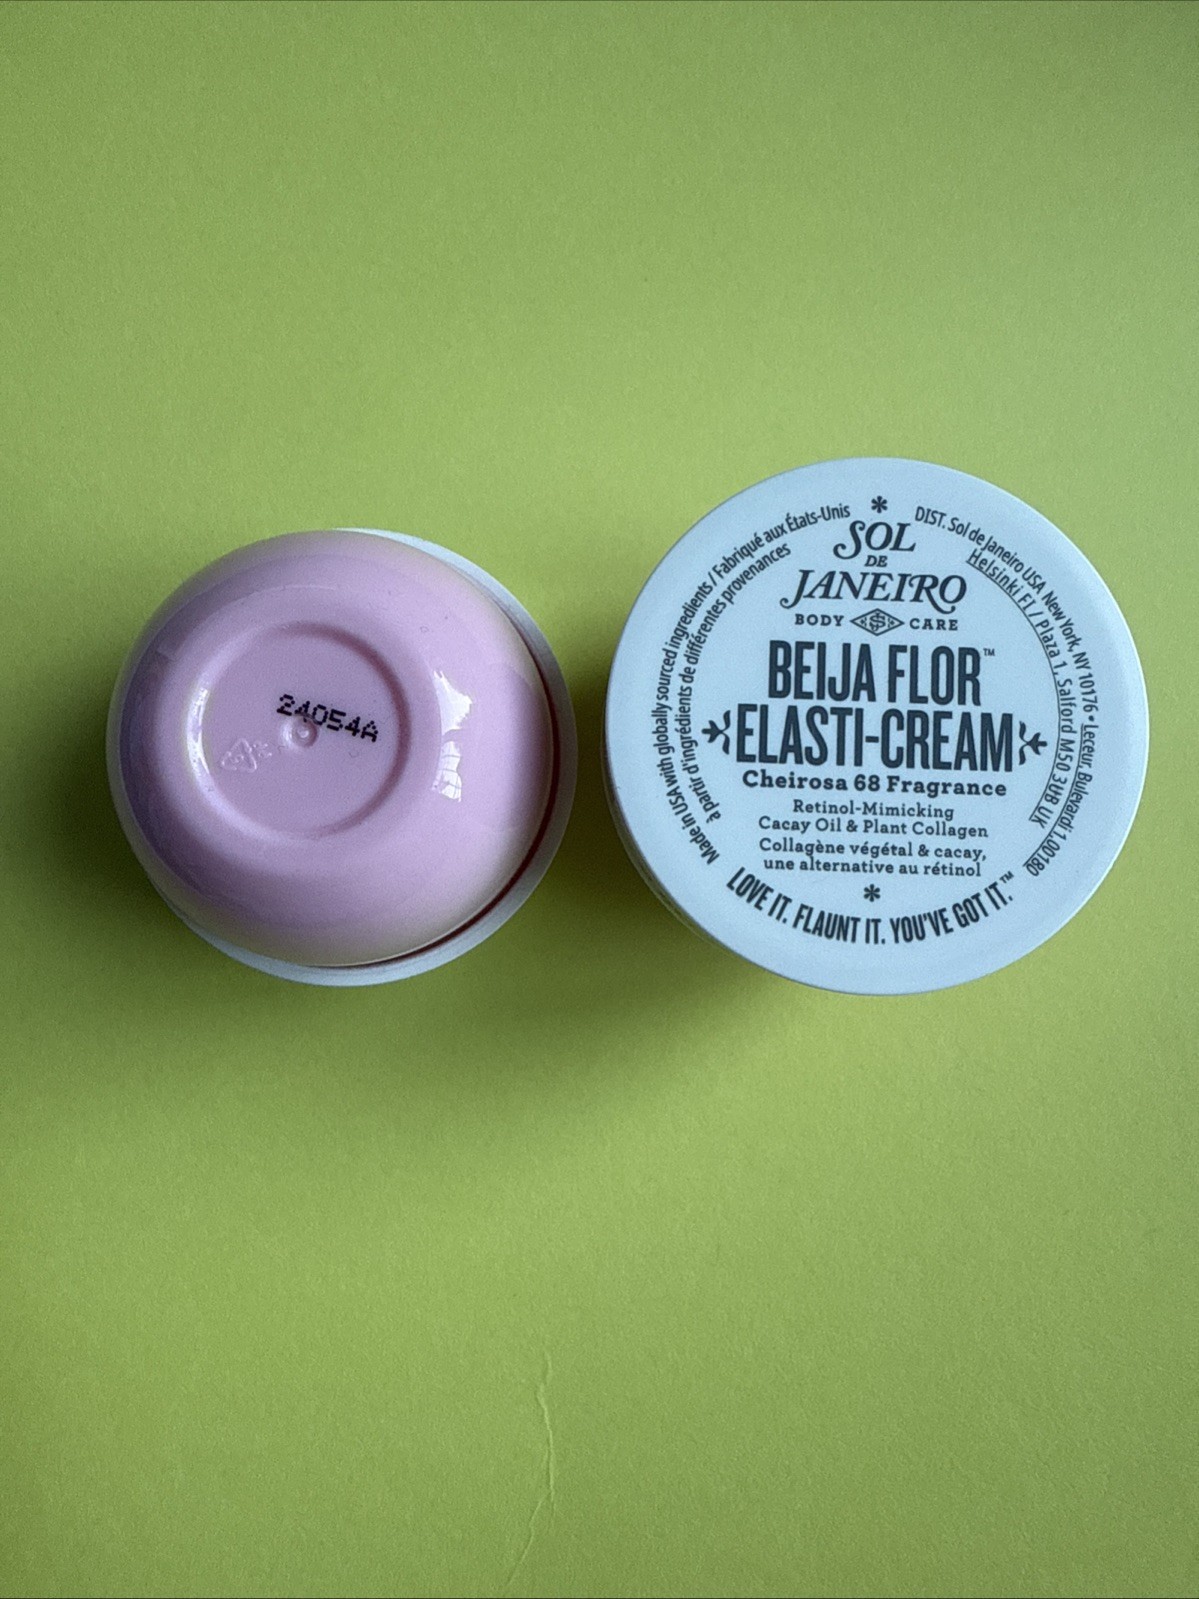 24054A
Made in USA with globally sourced ingredients / Fabriqué aux États-Unis
à partir d'ingrédients de différentes provenances
DIST. Sol de Janeiro USA New York, NY 10176 • Leceur, Bulevardi 1, 00180
Helsinki FI / Plaza 1, Salford M50 3UB UK
SOL
DE
JANEIRO
BODY CARE
BEIJA FLOR™
ELASTI-CREAM
Cheirosa 68 Fragrance
Retinol-Mimicking
Cacay Oil & Plant Collagen
Collagène végétal & cacay,
une alternative au rétinol
LOVE IT. FLAUNT IT. YOU'VE GOT IT.™